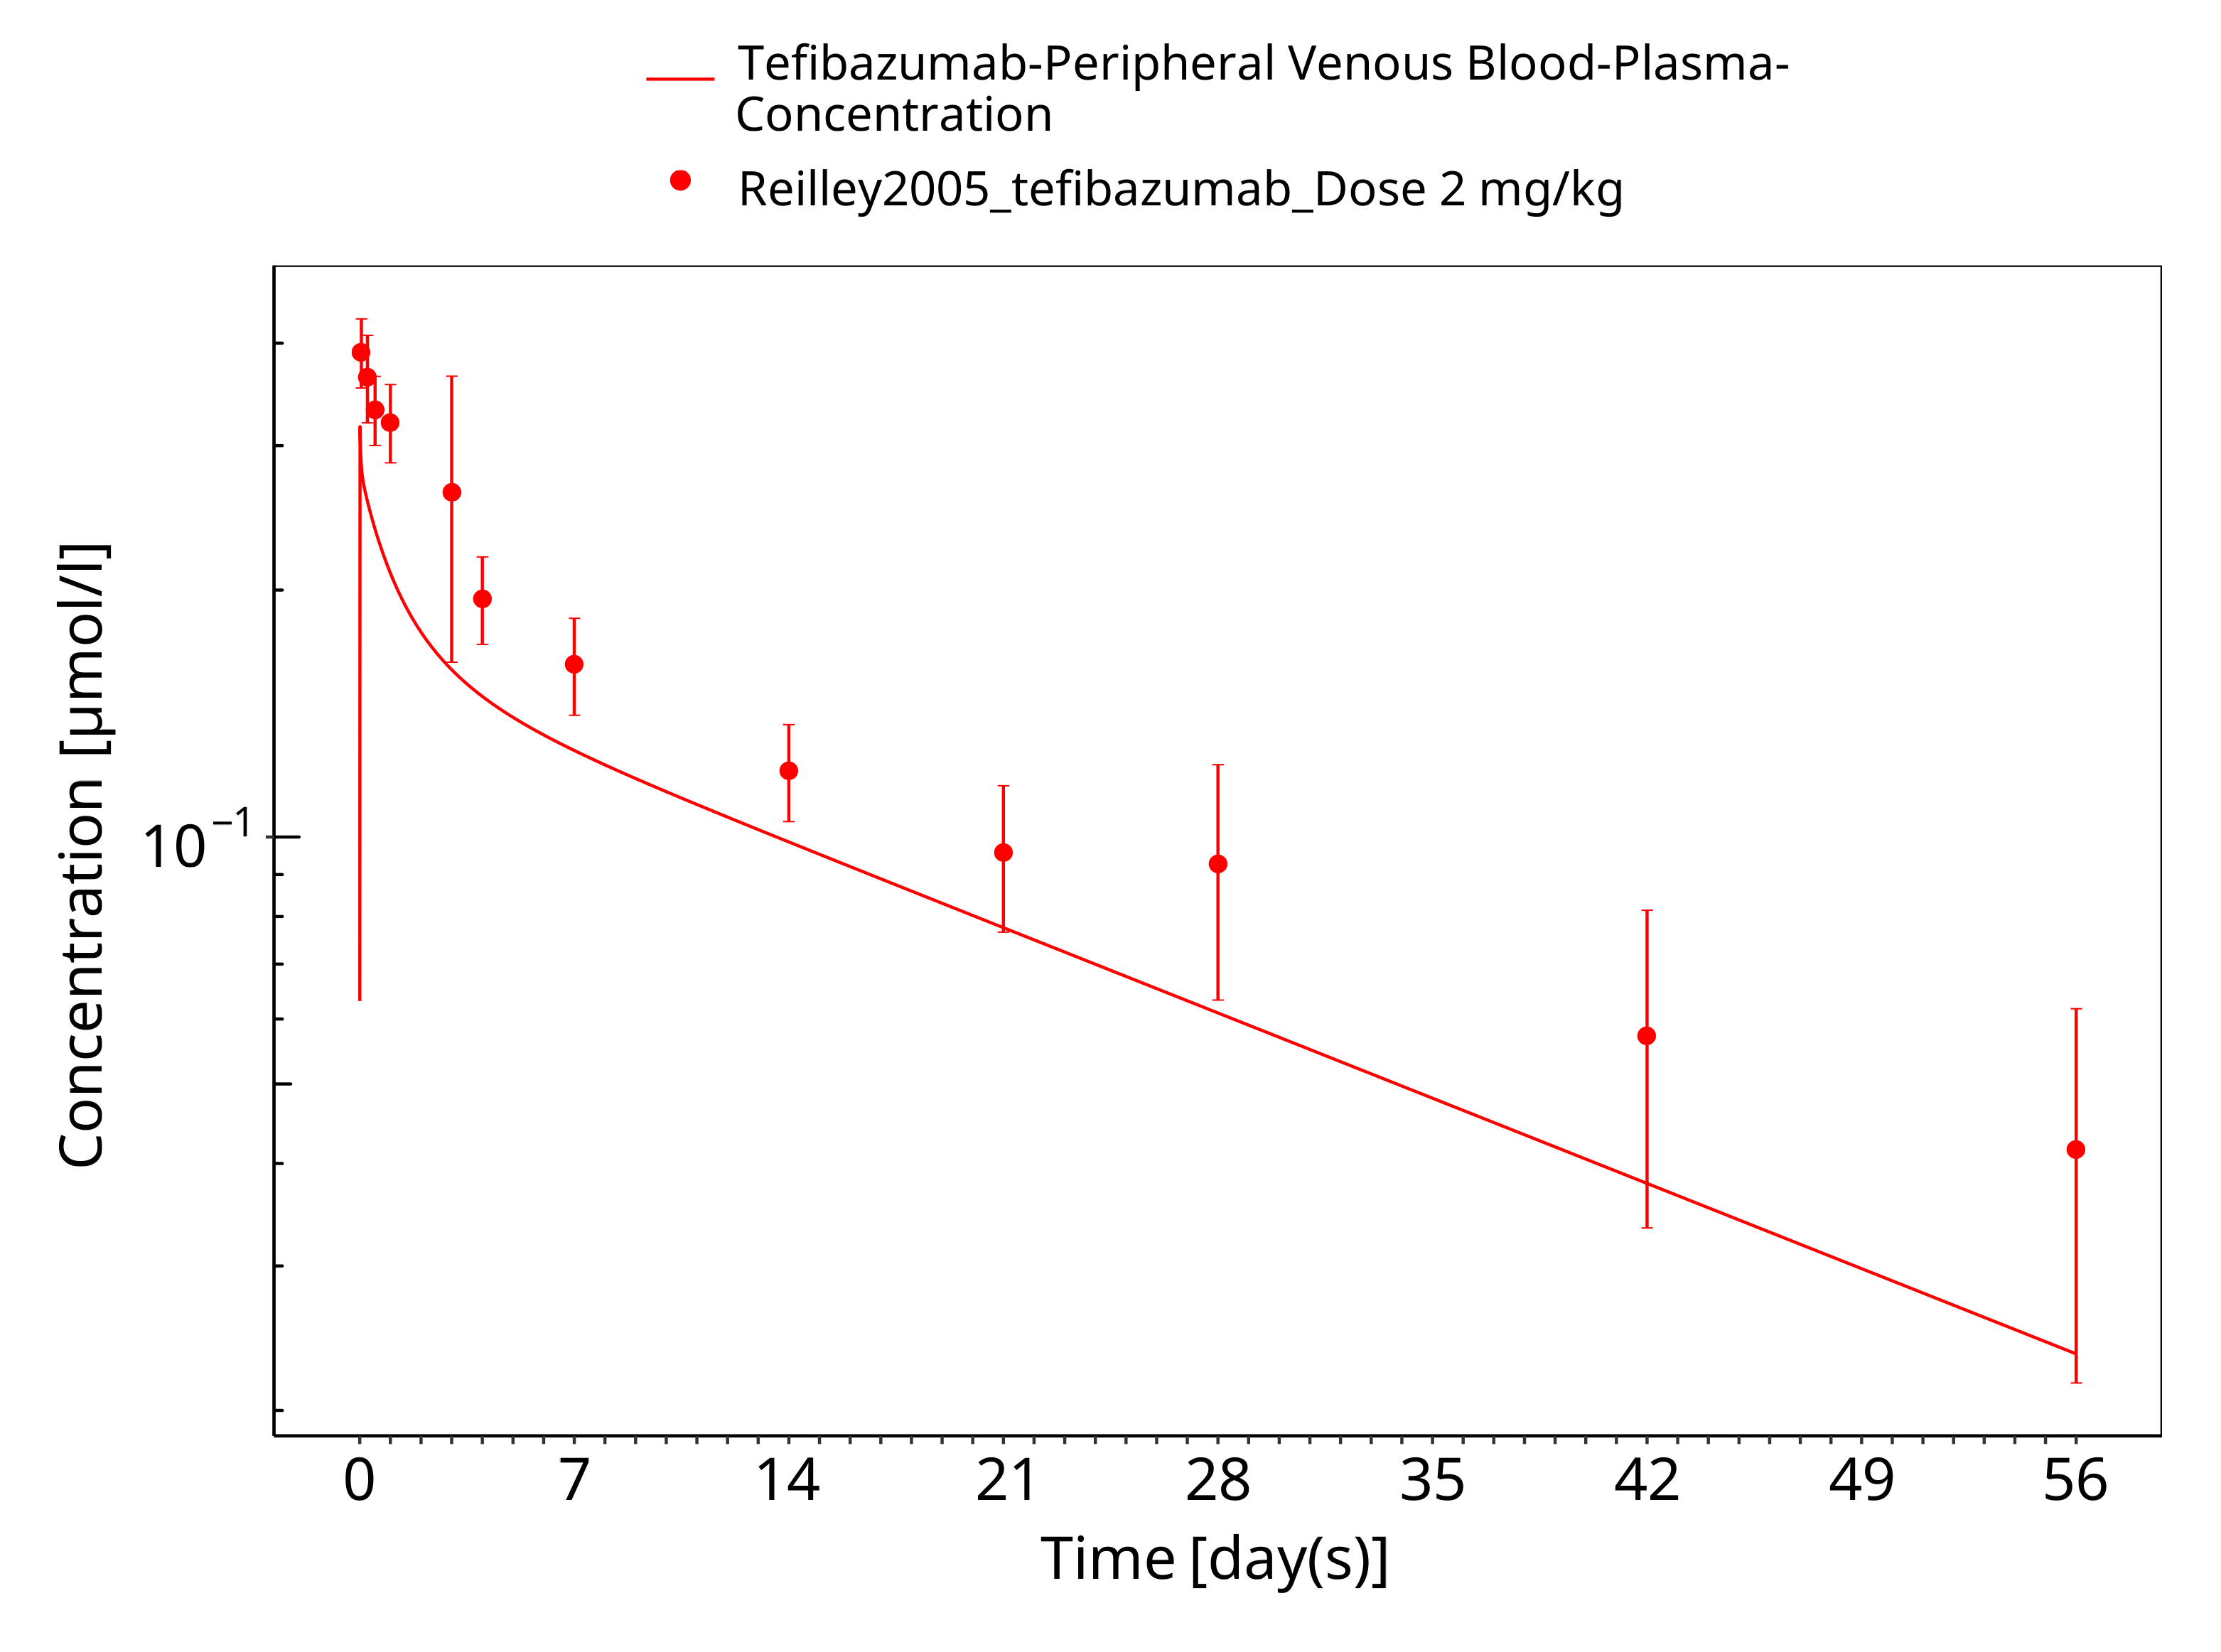 Tefibazumab-Peripheral Venous Blood-Plasma-
Concentration
Reilley2005_tefibazumab_Dose 2 mg/kg
Concentration [µmol/l]
10⁻¹
0 7 14 21 28 35 42 49 56
Time [day(s)]